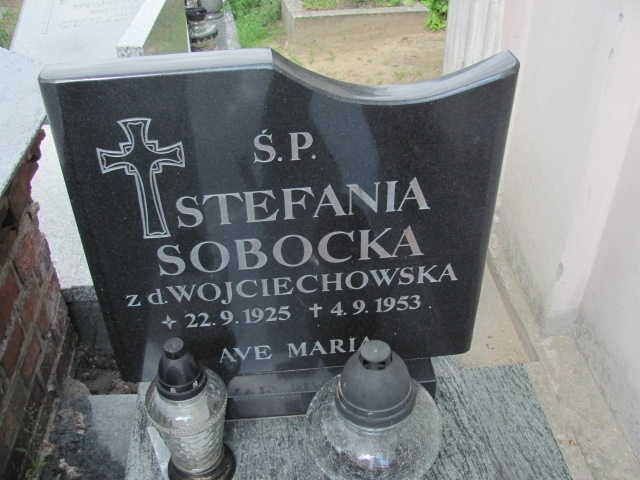 Ś.P.
STEFANIA
SOBOCKA
z d. WOJCIECHOWSKA
✧ 22.9.1925 ✝ 4.9.1953
AVE MARIA